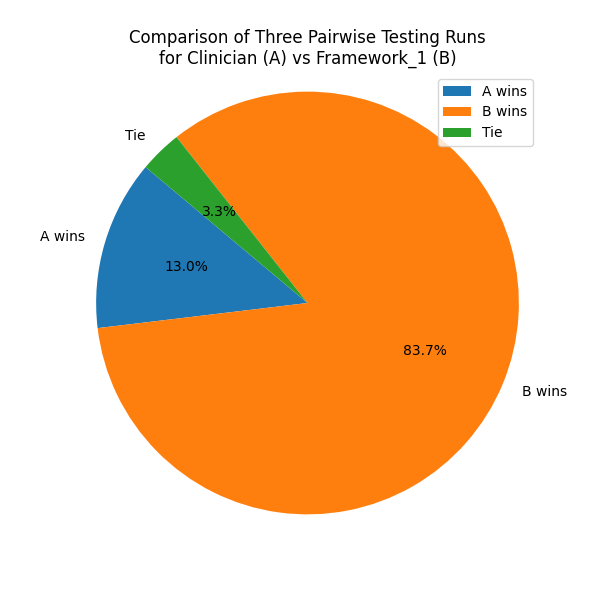 Comparison of Three Pairwise Testing Runs
for Clinician (A) vs Framework_1 (B)
A wins
B wins
Tie
Tie
3.3%
A wins
13.0%
83.7%
B wins